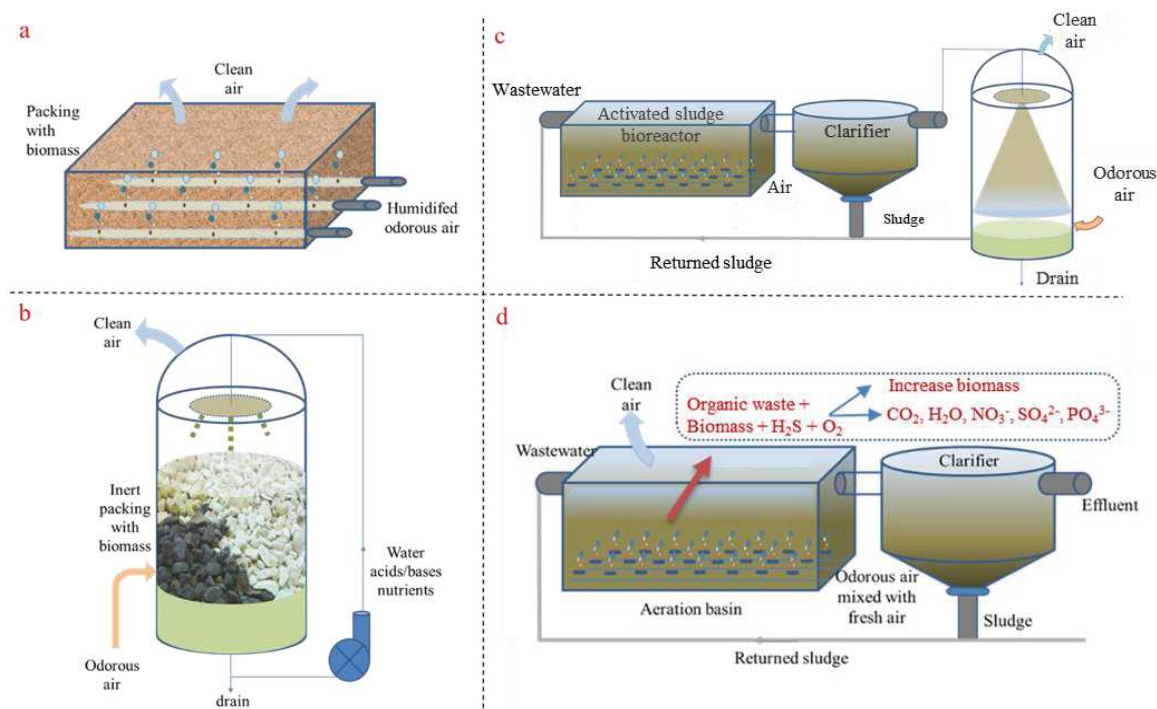 a
Clean
air
Packing
with
biomass
Humidifed
odorous air
c
Clean
air
Wastewater
Activated sludge
bioreactor
Clarifier
Air
Sludge
Odorous
air
Returned sludge
Drain
b
Clean
air
Inert
packing
with
biomass
Water
acids/bases
nutrients
Odorous
air
drain
d
Clean
air
Organic waste +
Biomass + H₂S + O₂
Increase biomass
CO₂, H₂O, NO₃⁻, SO₄²⁻, PO₄³⁻
Wastewater
Clarifier
Effluent
Odorous air
mixed with
fresh air
Aeration basin
Sludge
Returned sludge